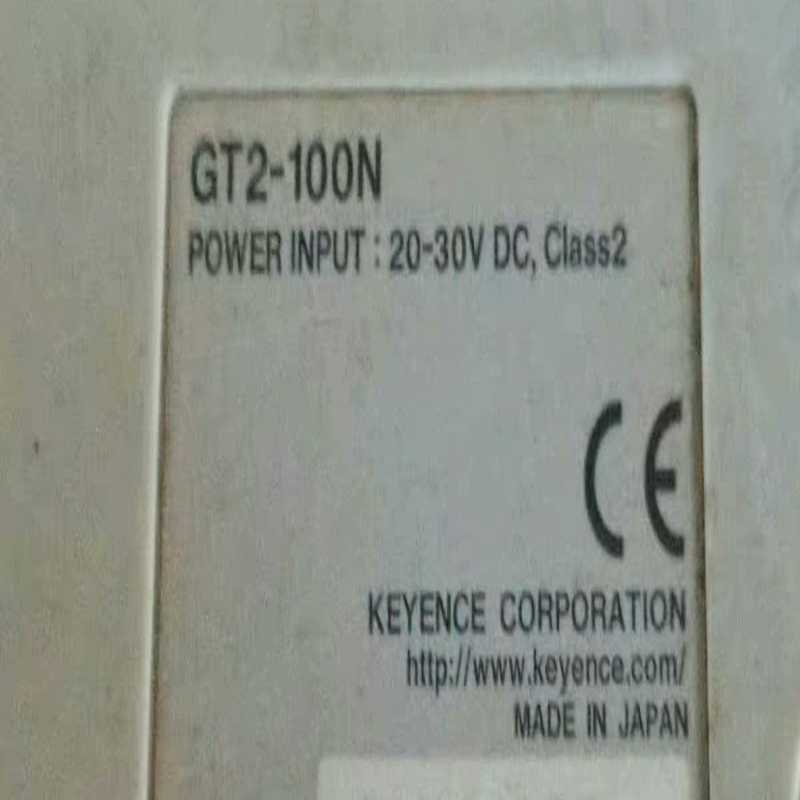 GT2-100N
POWER INPUT : 20-30V DC, Class2
CE
KEYENCE CORPORATION
http://www.keyence.com/
MADE IN JAPAN